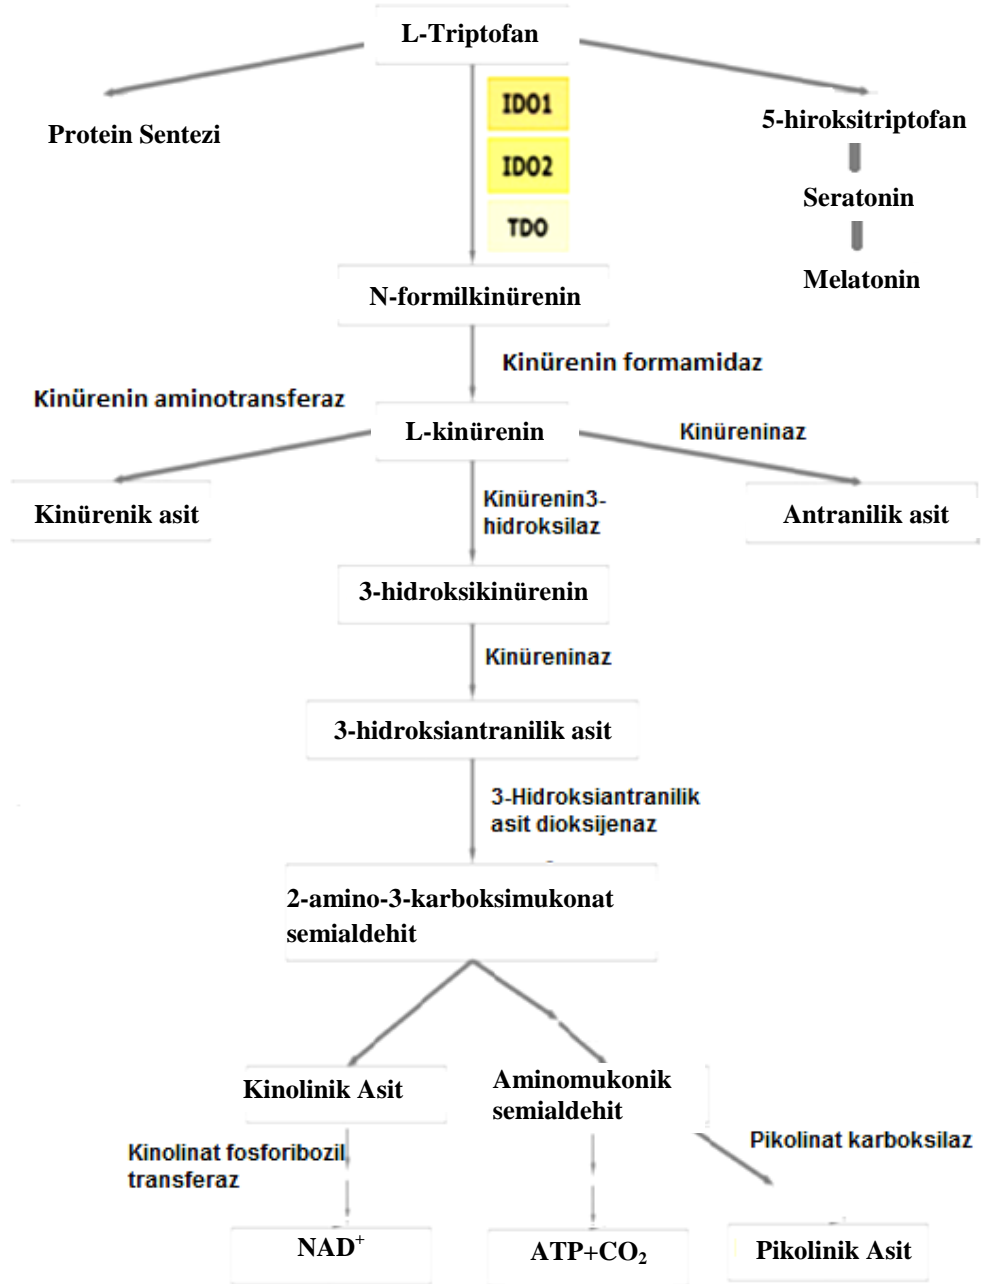 L-Triptofan
IDO1
IDO2
TDO
Protein Sentezi
5-hiroksitriptofan
Seratonin
Melatonin
N-formilkinürenin
Kinürenin formamidaz
Kinürenin aminotransferaz
L-kinürenin
Kinüreninaz
Kinürenik asit
Kinürenin3-
hidroksilaz
Antranilik asit
3-hidroksikinürenin
Kinüreninaz
3-hidroksiantranilik asit
3-Hidroksiantranilik
asit dioksijenaz
2-amino-3-karboksimukonat
semialdehit
Kinolinik Asit
Aminomukonik
semialdehit
Kinolinat fosforibozil
transferaz
Pikolinat karboksilaz
NAD⁺
ATP+CO₂
Pikolinik Asit